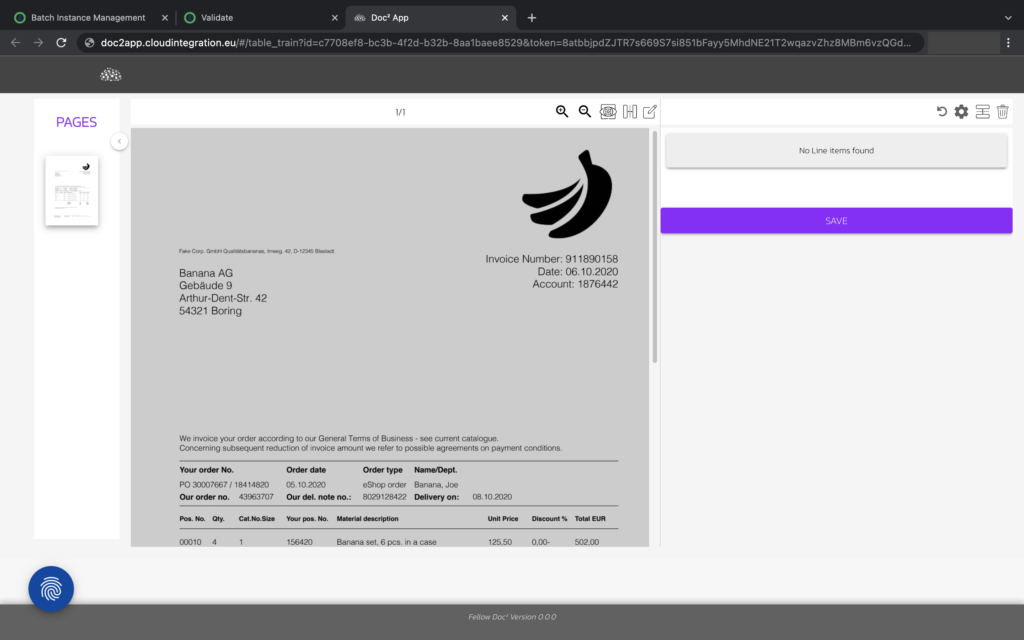 Batch Instance Management
Validate
Doc² App
doc2app.cloudintegration.eu/#/table_train?id=c7708ef8-bc3b-4f2d-b32b-8aa1baee8529&token=8atbbjpdZJTR7s669S7si851bFayy5MhdNE21T2wqazvZhz8MBm6vzQGd...
PAGES
1/1
No Line items found
SAVE
Fake Corp. GmbH Qualitätsbananas, Irrweg. 42, D-12345 Blastadt
Invoice Number: 911890158
Date: 06.10.2020
Account: 1876442
Banana AG
Gebäude 9
Arthur-Dent-Str. 42
54321 Boring
We invoice your order according to our General Terms of Business - see current catalogue.
Concerning subsequent reduction of invoice amount we refer to possible agreements on payment conditions.
Your order No. Order date Order type Name/Dept.
PO 30007667 / 18414820 05.10.2020 eShop order Banana, Joe
Our order no. 43963707 Our del. note no.: 8029128422 Delivery on: 08.10.2020
Pos. No. Qty. Cat.No.Size Your pos. No. Material description Unit Price Discount % Total EUR
00010 4 1 156420 Banana set, 6 pcs. in a case 125,50 0,00- 502,00
Fellow Doc² Version 0.0.0